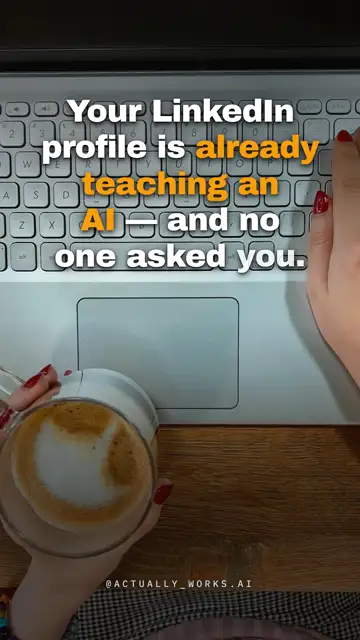 Your LinkedIn
profile is already
teaching an
AI — and no
one asked you.
@ACTUALLY_WORKS.AI